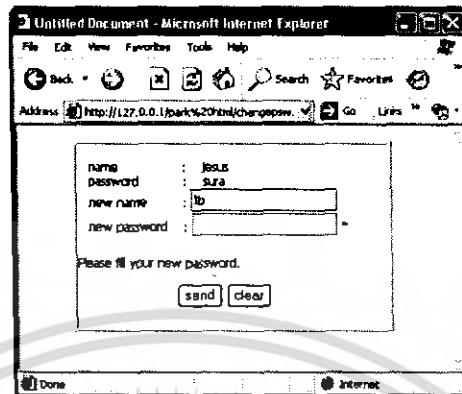 Untitled Document - Microsoft Internet Explorer
File Edit View Favorites Tools Help
Back Search Favorites
Address http://127.0.0.1/park%20html/changepsw. Go Links
name : Jesus
password : sura
new name : lb
new password : *
Please fill your new password.
send clear
Done Internet